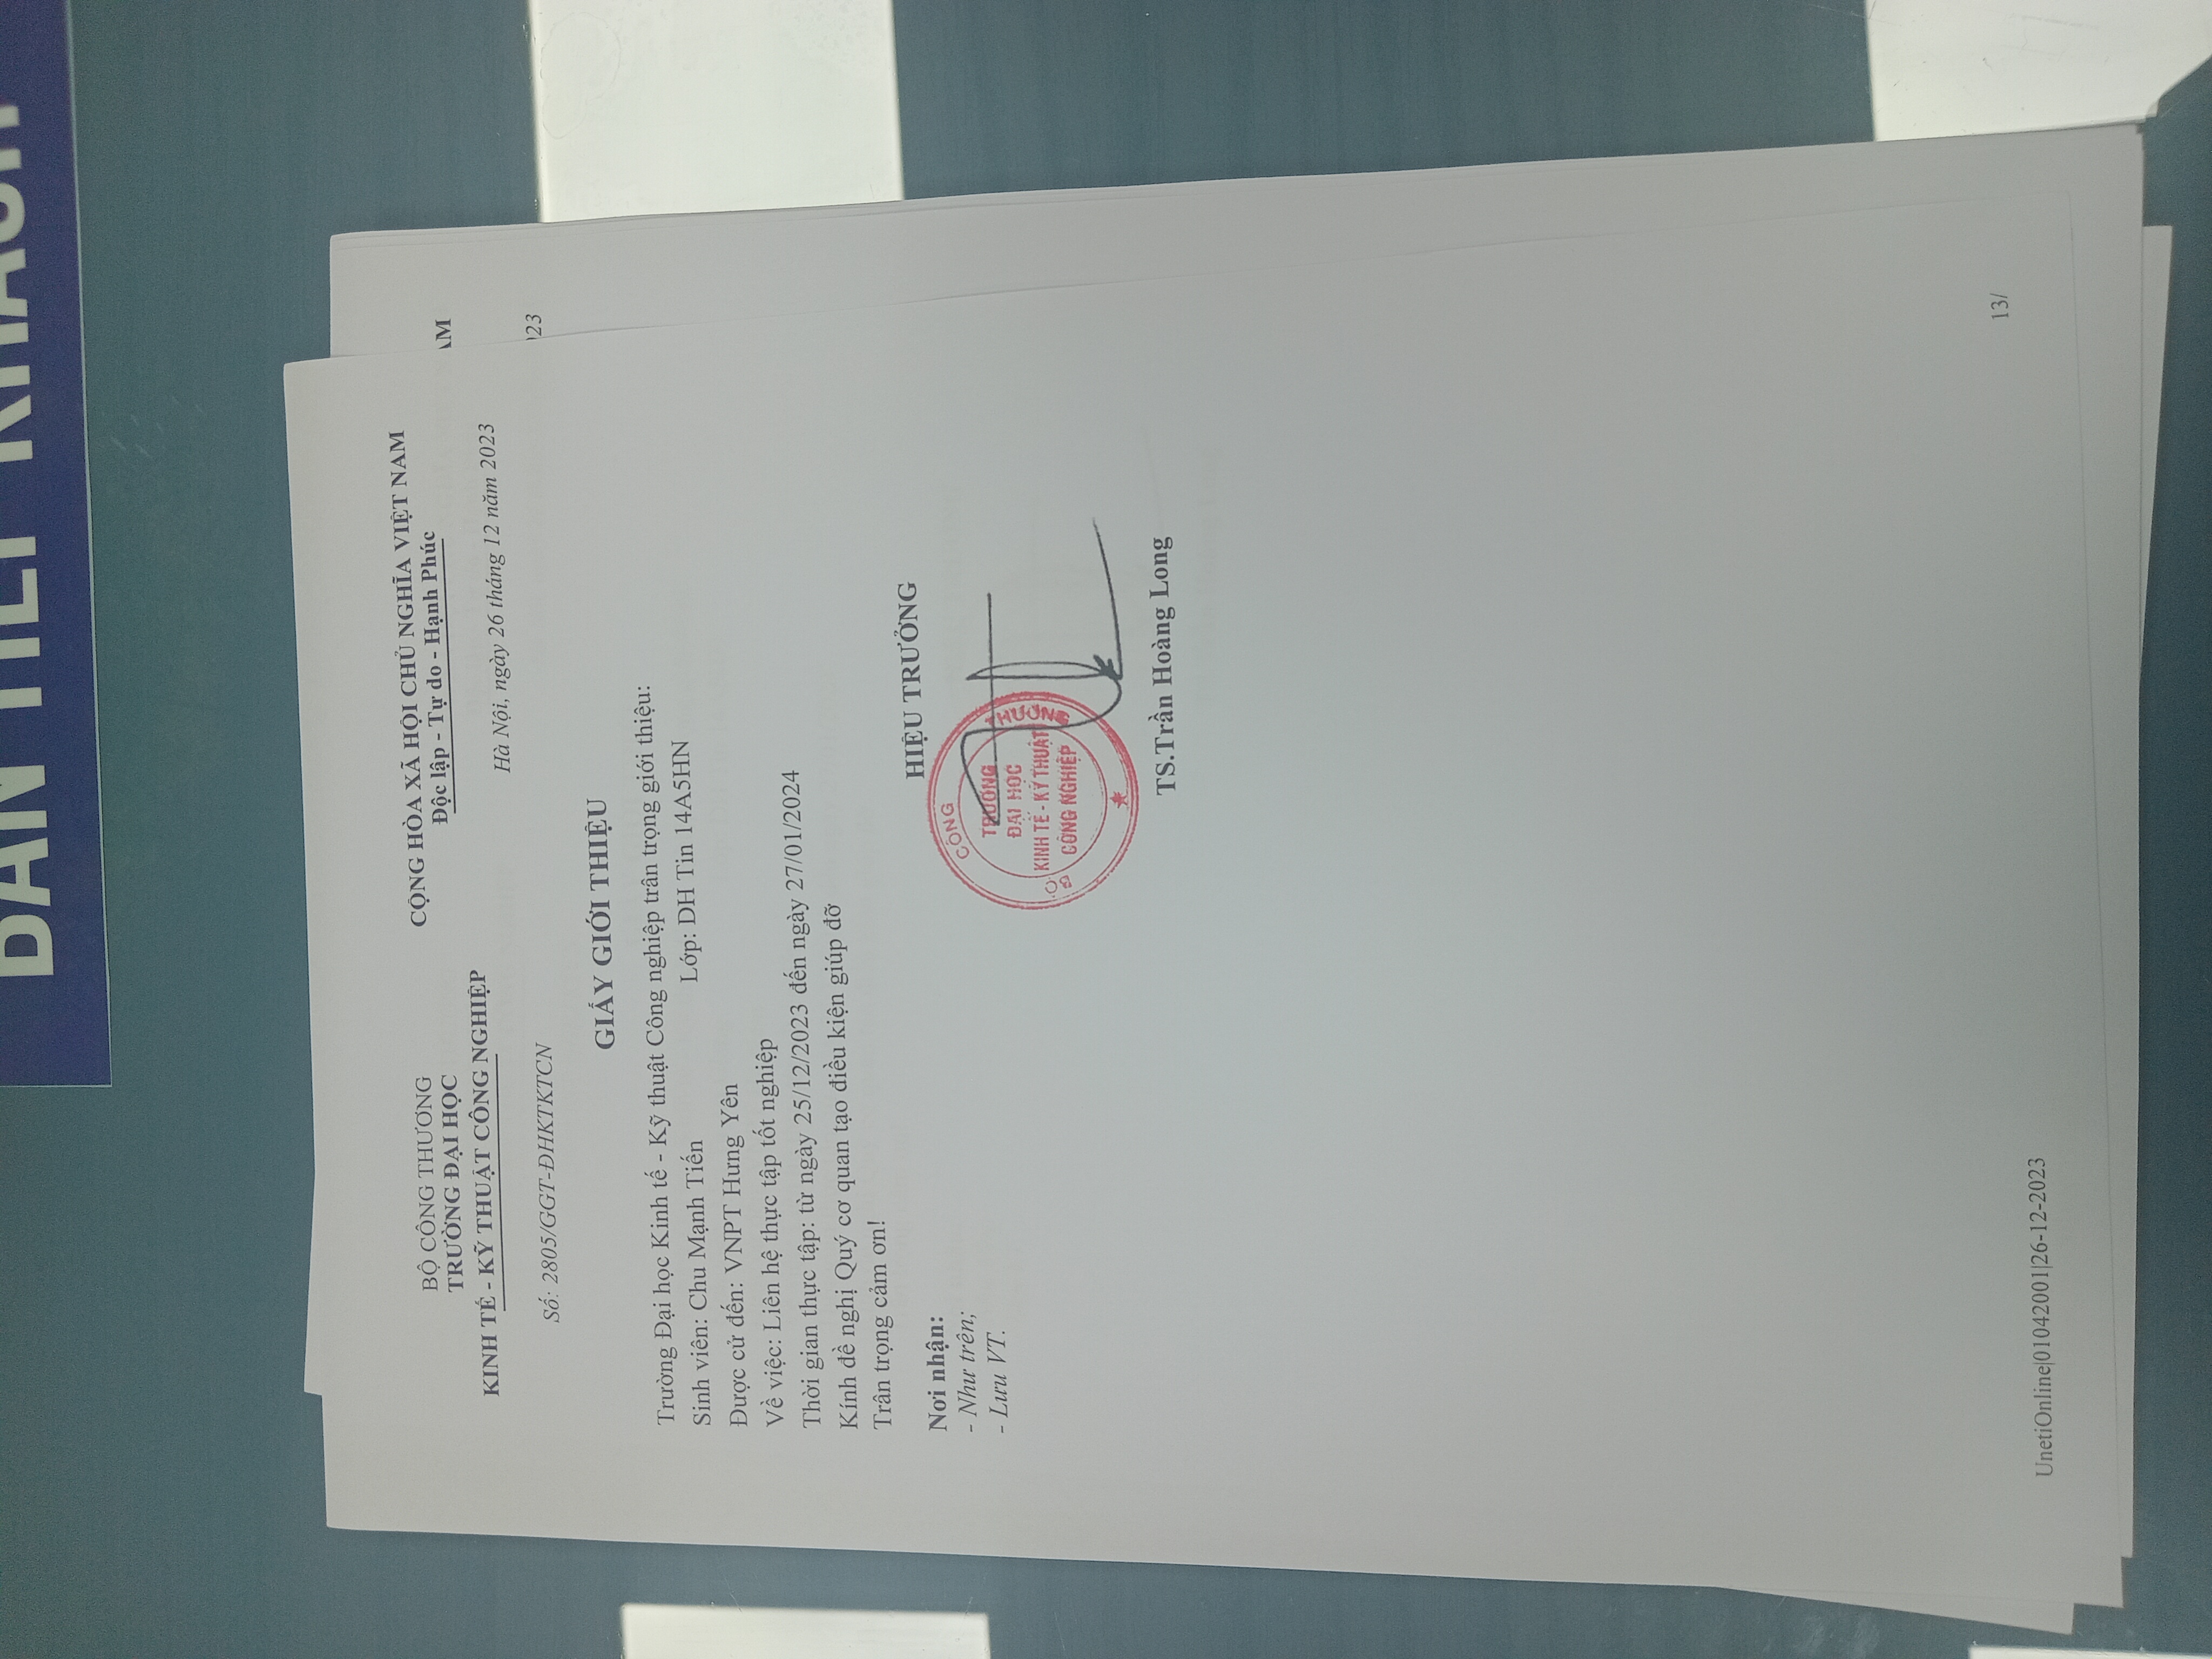 BAN TIẾP KHÁCH
BỘ CÔNG THƯƠNG
TRƯỜNG ĐẠI HỌC
KINH TẾ - KỸ THUẬT CÔNG NGHIỆP
CỘNG HÒA XÃ HỘI CHỦ NGHĨA VIỆT NAM
Độc lập - Tự do - Hạnh Phúc
AM
Hà Nội, ngày 26 tháng 12 năm 2023
023
Số: 2805/GGT-ĐHKTKTCN
GIẤY GIỚI THIỆU
Trường Đại học Kinh tế - Kỹ thuật Công nghiệp trân trọng giới thiệu:
Sinh viên: Chu Mạnh Tiến Lớp: DH Tin 14A5HN
Được cử đến: VNPT Hưng Yên
Về việc: Liên hệ thực tập tốt nghiệp
Thời gian thực tập: từ ngày 25/12/2023 đến ngày 27/01/2024
Kính đề nghị Quý cơ quan tạo điều kiện giúp đỡ
Trân trọng cảm ơn!
Nơi nhận:
- Như trên;
- Lưu VT.
HIỆU TRƯỞNG
BỘ CÔNG THƯƠNG
TRƯỜNG
ĐẠI HỌC
KINH TẾ - KỸ THUẬT
CÔNG NGHIỆP
TS.Trần Hoàng Long
13/
UnetiOnline|01042001|26-12-2023